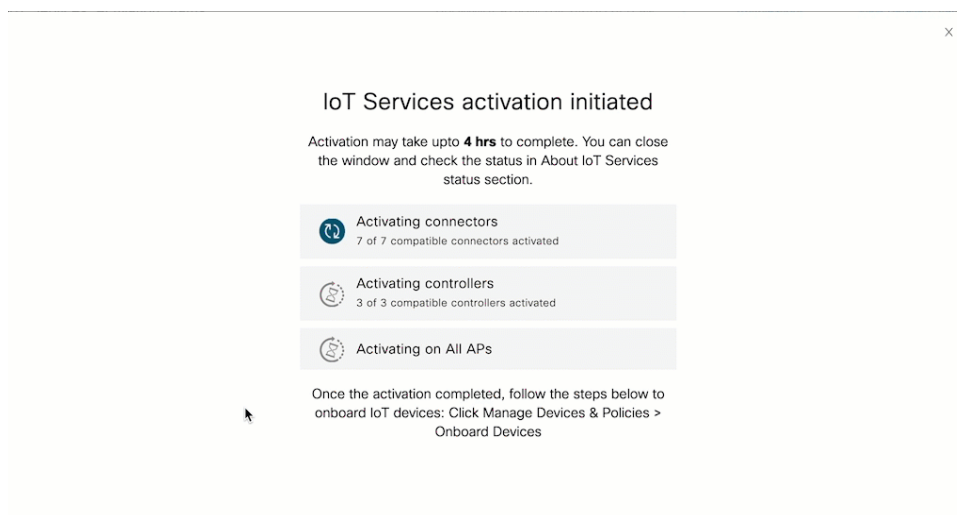 IoT Services activation initiated
Activation may take upto 4 hrs to complete. You can close
the window and check the status in About IoT Services
status section.
Activating connectors
7 of 7 compatible connectors activated
Activating controllers
3 of 3 compatible controllers activated
Activating on All APs
Once the activation completed, follow the steps below to
onboard IoT devices: Click Manage Devices & Policies >
Onboard Devices